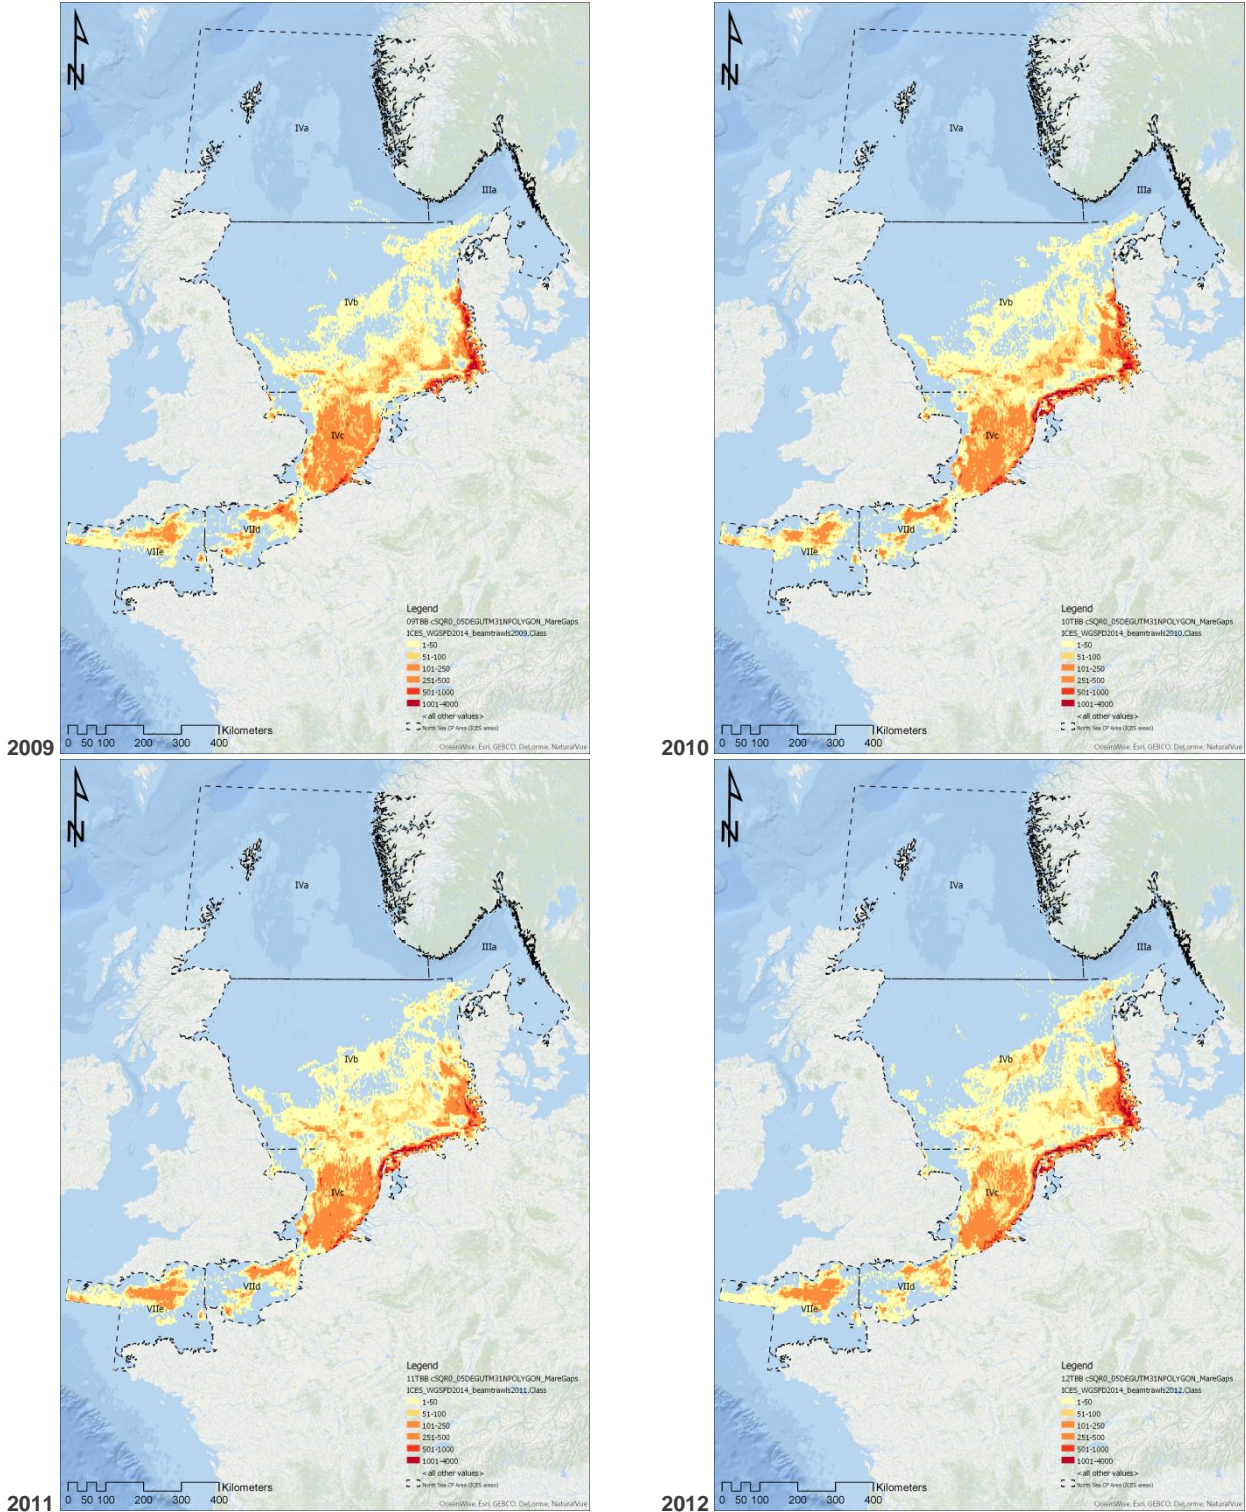 N
IVa
IIIa
IVb
IVc
VIId
VIIe
Legend
09TBB cSQR0_05DEGUTM31NPOLYGON_MareGaps
ICES_WGSFD2014_beamtrawls2009.Class
1-50
51-100
101-250
251-500
501-1000
1001-4000
<all other values>
North Sea CP Area (ICES areas)
Kilometers
0 50 100 200 300 400
OceanWise, Esri, GEBCO, DeLorme, NaturalVue
2009
N
IVa
IIIa
IVb
IVc
VIId
VIIe
Legend
10TBB cSQR0_05DEGUTM31NPOLYGON_MareGaps
ICES_WGSFD2014_beamtrawls2010.Class
1-50
51-100
101-250
251-500
501-1000
1001-4000
<all other values>
North Sea CP Area (ICES areas)
Kilometers
0 50 100 200 300 400
OceanWise, Esri, GEBCO, DeLorme, NaturalVue
2010
N
IVa
IIIa
IVb
IVc
VIId
VIIe
Legend
11TBB cSQR0_05DEGUTM31NPOLYGON_MareGaps
ICES_WGSFD2014_beamtrawls2011.Class
1-50
51-100
101-250
251-500
501-1000
1001-4000
<all other values>
North Sea CP Area (ICES areas)
Kilometers
0 50 100 200 300 400
OceanWise, Esri, GEBCO, DeLorme, NaturalVue
2011
N
IVa
IIIa
IVb
IVc
VIId
VIIe
Legend
12TBB cSQR0_05DEGUTM31NPOLYGON_MareGaps
ICES_WGSFD2014_beamtrawls2012.Class
1-50
51-100
101-250
251-500
501-1000
1001-4000
<all other values>
North Sea CP Area (ICES areas)
Kilometers
0 50 100 200 300 400
OceanWise, Esri, GEBCO, DeLorme, NaturalVue
2012